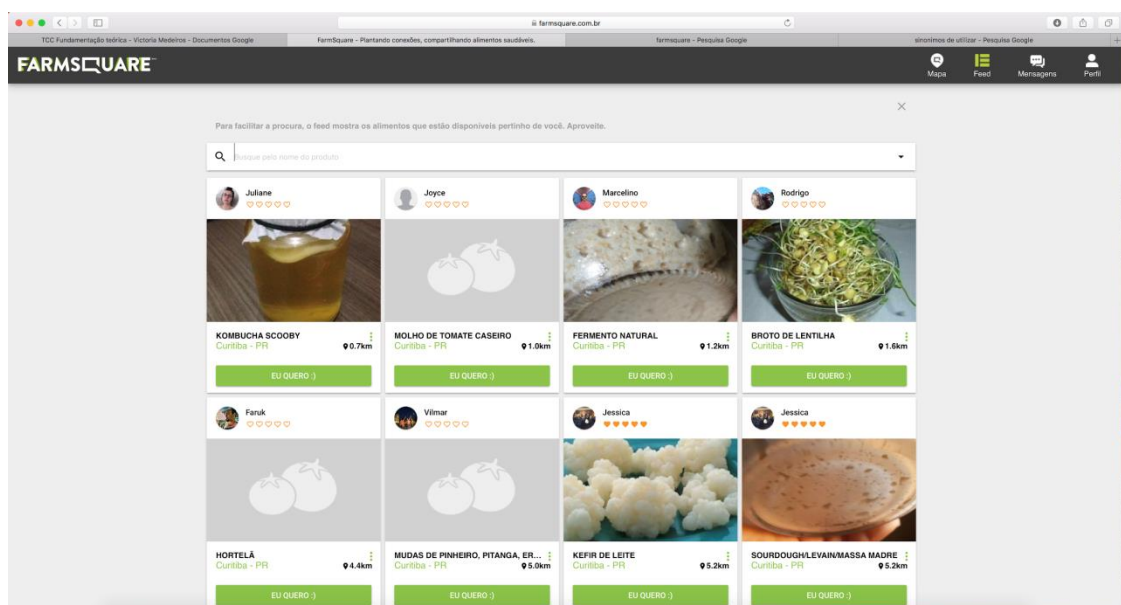 farmsquare.com.br
TCC Fundamentação teórica - Victoria Medeiros - Documentos Google
FarmSquare - Plantando conexões, compartilhando alimentos saudáveis.
farmsquare - Pesquisa Google
sinonimos de utilizar - Pesquisa Google
FARMSQUARE
Mapa
Feed
Mensagens
Perfil
Para facilitar a procura, o feed mostra os alimentos que estão disponíveis pertinho de você. Aproveite.
Busque pelo nome do produto
Juliane
KOMBUCHA SCOOBY
Curitiba - PR 0.7km
EU QUERO :)
Joyce
MOLHO DE TOMATE CASEIRO
Curitiba - PR 1.0km
EU QUERO :)
Marcelino
FERMENTO NATURAL
Curitiba - PR 1.2km
EU QUERO :)
Rodrigo
BROTO DE LENTILHA
Curitiba - PR 1.6km
EU QUERO :)
Faruk
HORTELÃ
Curitiba - PR 4.4km
EU QUERO :)
Vilmar
MUDAS DE PINHEIRO, PITANGA, ER...
Curitiba - PR 5.0km
EU QUERO :)
Jessica
KEFIR DE LEITE
Curitiba - PR 5.2km
EU QUERO :)
Jessica
SOURDOUGH/LEVAIN/MASSA MADRE
Curitiba - PR 5.2km
EU QUERO :)